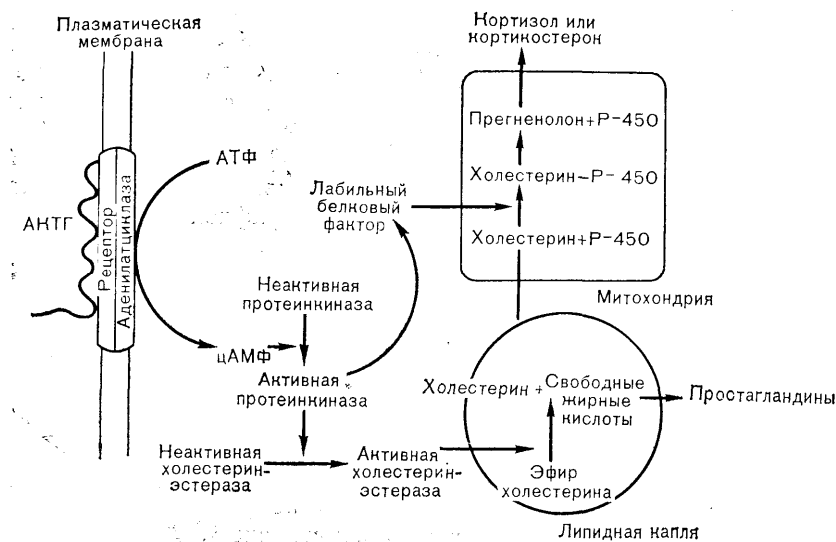 Плазматическая
мембрана
АКТГ
Рецептор
Аденилатциклаза
АТФ
цАМФ
Неактивная
протеинкиназа
Активная
протеинкиназа
Неактивная
холестерин-
эстераза
Активная
холестерин-
эстераза
Лабильный
белковый
фактор
Кортизол или
кортикостерон
Прегненолон+Р-450
Холестерин–Р-450
Холестерин+Р-450
Митохондрия
Холестерин + Свободные
жирные
кислоты
Простагландины
Эфир
холестерина
Липидная капля